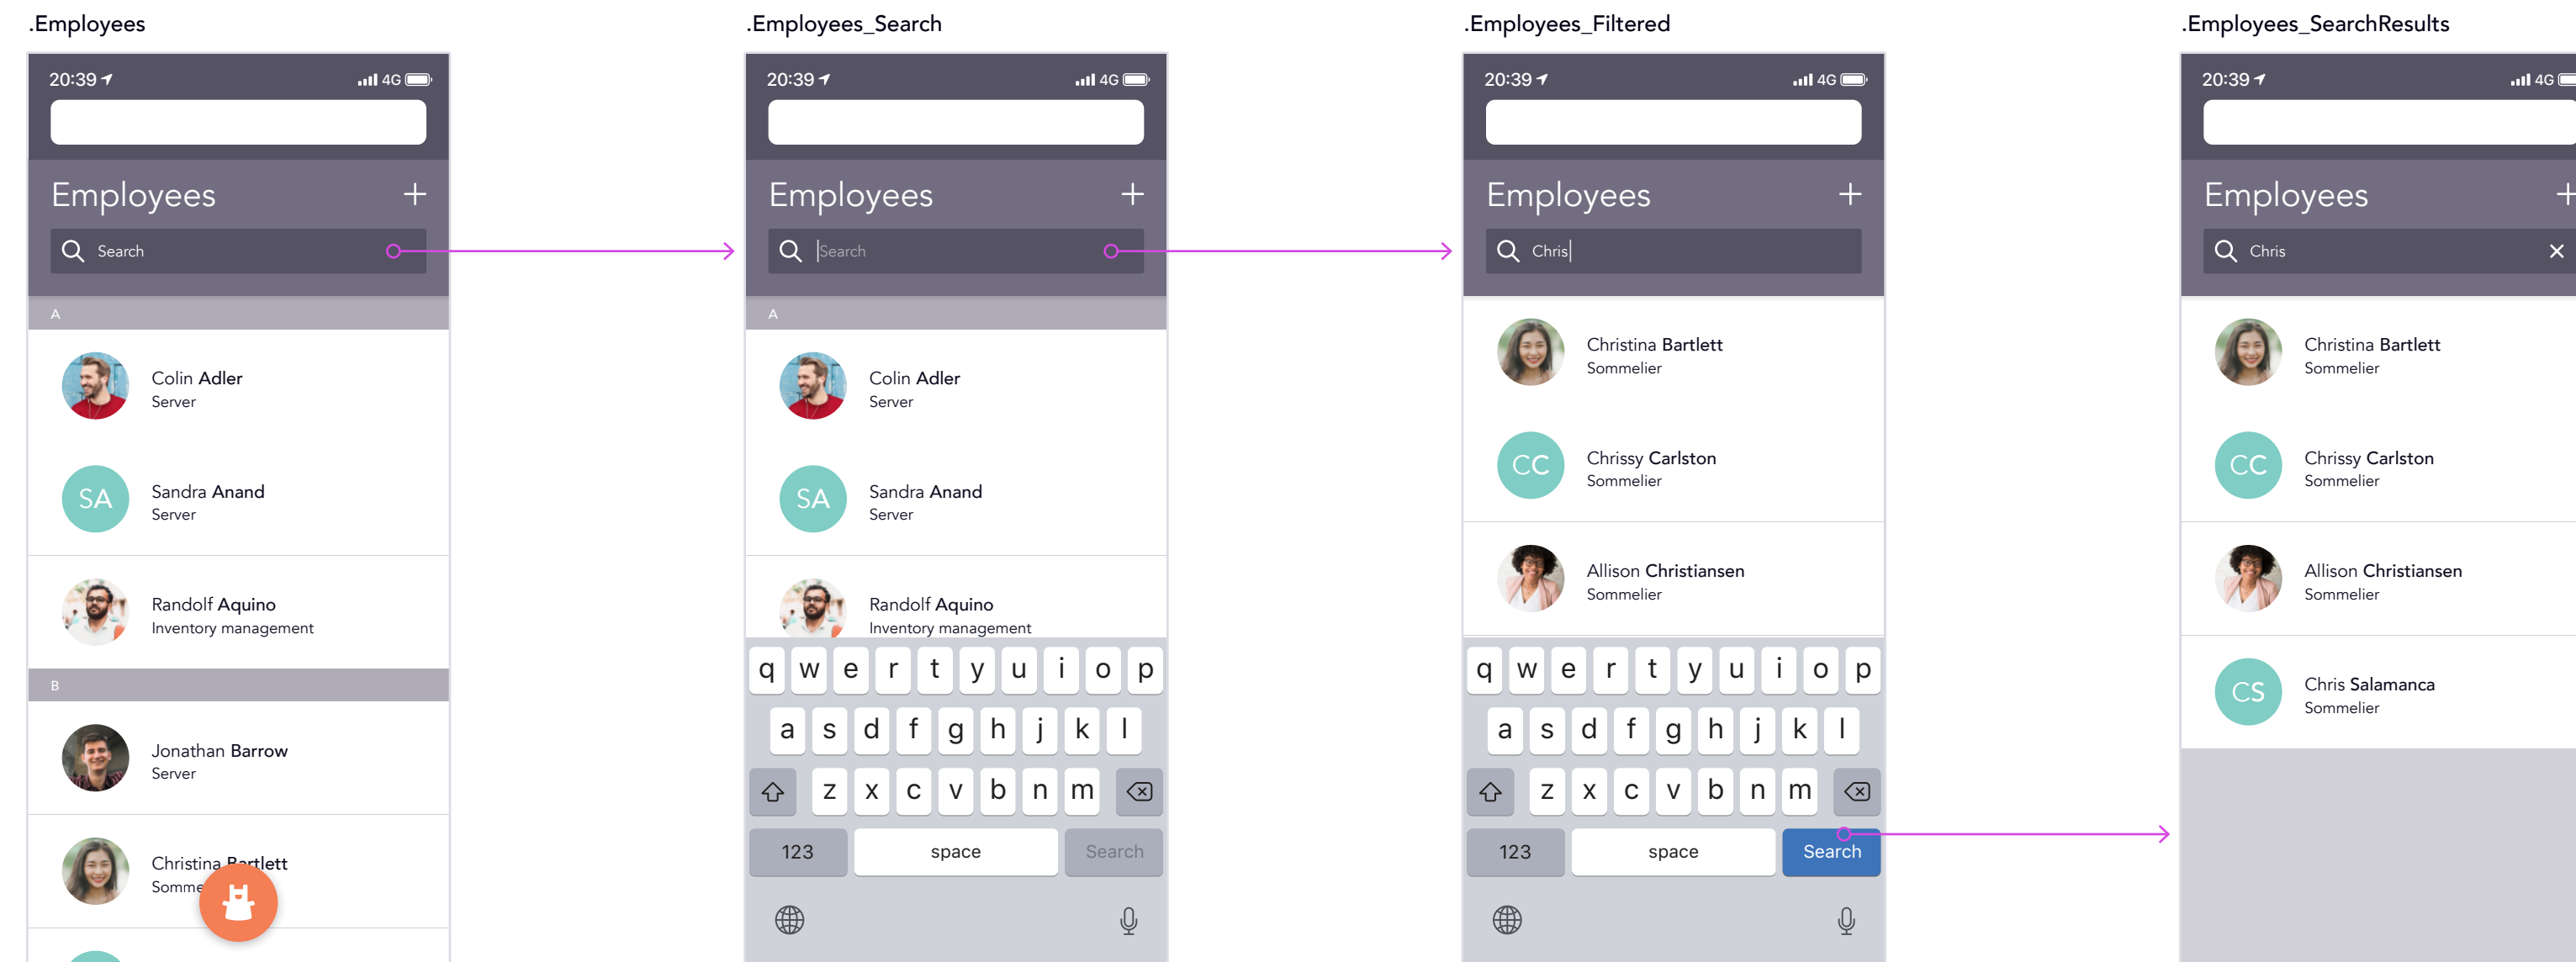 .Employees
20:39
4G
Employees
Search
A
Colin Adler
Server
SA
Sandra Anand
Server
Randolf Aquino
Inventory management
B
Jonathan Barrow
Server
Christina Bartlett
Somme
.Employees_Search
20:39
4G
Employees
Search
A
Colin Adler
Server
SA
Sandra Anand
Server
Randolf Aquino
Inventory management
q w e r t y u i o p
a s d f g h j k l
z x c v b n m
123 space Search
.Employees_Filtered
20:39
4G
Employees
Chris
Christina Bartlett
Sommelier
CC
Chrissy Carlston
Sommelier
Allison Christiansen
Sommelier
q w e r t y u i o p
a s d f g h j k l
z x c v b n m
123 space Search
.Employees_SearchResults
20:39
4G
Employees
Chris
Christina Bartlett
Sommelier
CC
Chrissy Carlston
Sommelier
Allison Christiansen
Sommelier
CS
Chris Salamanca
Sommelier